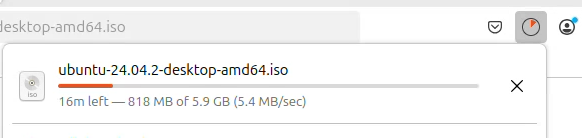 desktop-amd64.iso
ubuntu-24.04.2-desktop-amd64.iso
iso
16m left — 818 MB of 5.9 GB (5.4 MB/sec)